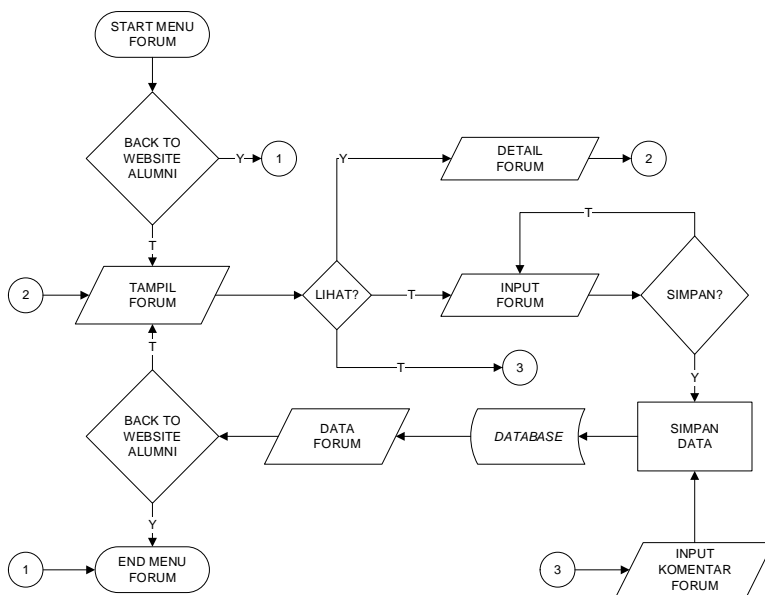 START MENU
FORUM
BACK TO
WEBSITE
ALUMNI
Y
1
T
Y
DETAIL
FORUM
2
T
2
TAMPIL
FORUM
LIHAT?
T
INPUT
FORUM
SIMPAN?
T
3
T
Y
BACK TO
WEBSITE
ALUMNI
DATA
FORUM
DATABASE
SIMPAN
DATA
Y
1
END MENU
FORUM
3
INPUT
KOMENTAR
FORUM